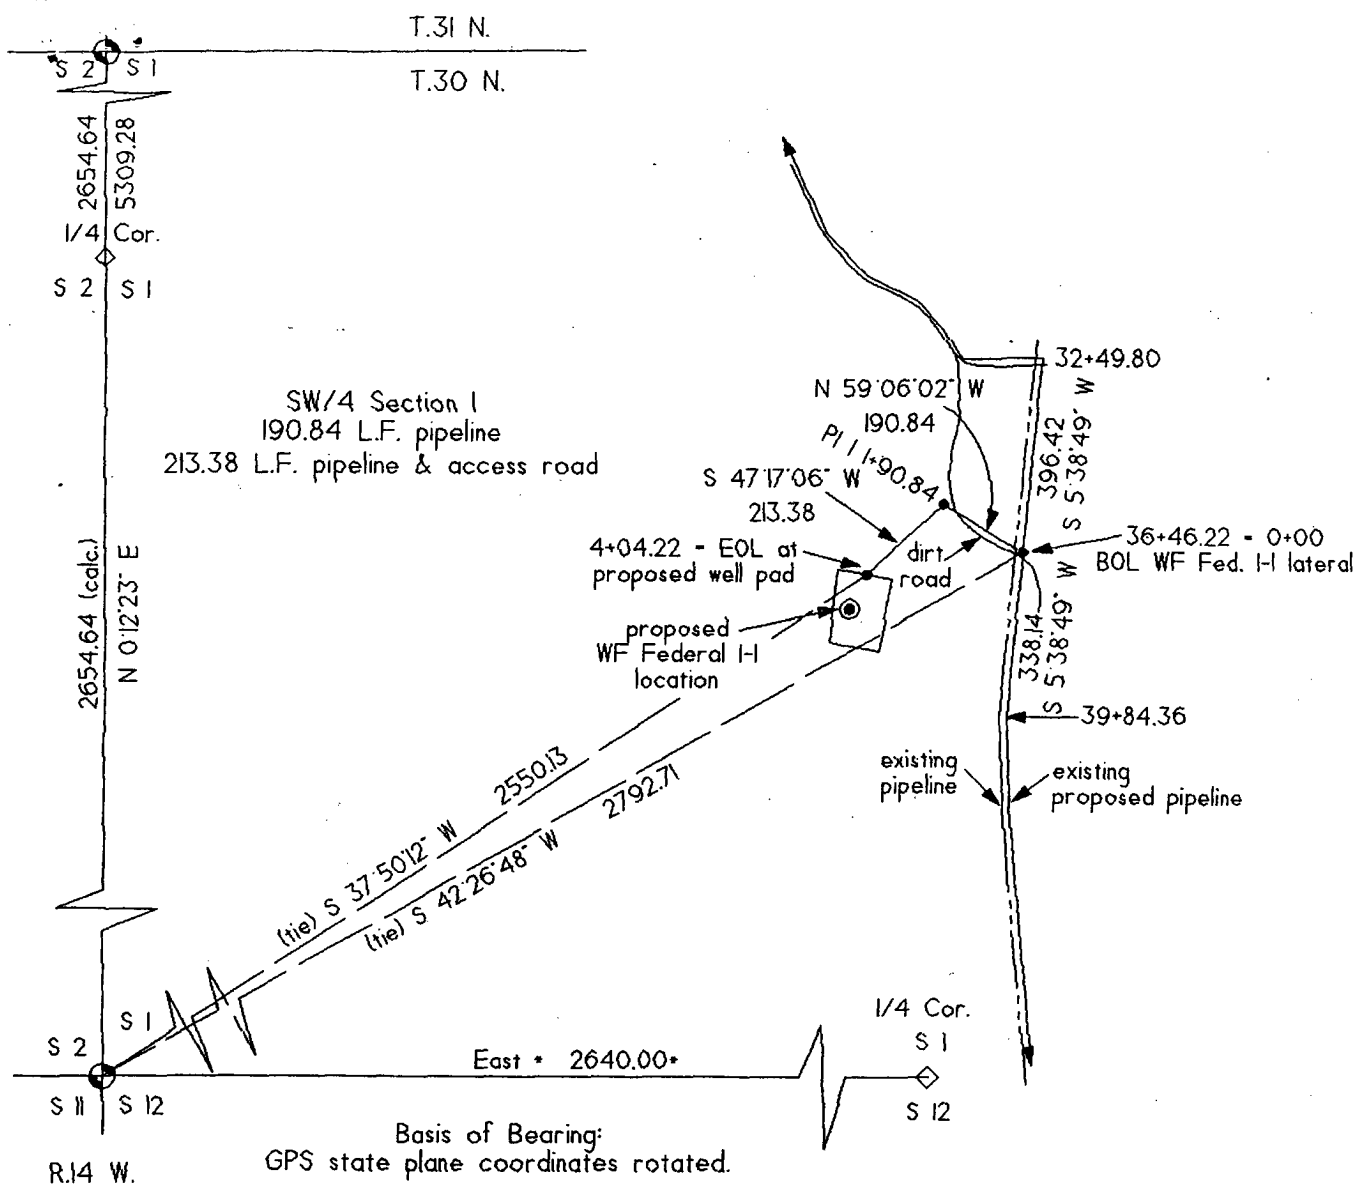 T.31 N.
S 2 S 1
T.30 N.
2654.64
5309.28
1/4 Cor.
S 2 S 1
SW/4 Section 1
190.84 L.F. pipeline
213.38 L.F. pipeline & access road
2654.64 (calc.)
N 0°12'23" E
32+49.80
N 59°06'02" W
190.84
PI 1 1+90.84
S 47°17'06" W
213.38
396.42
S 5°38'49" W
4+04.22 = EOL at
proposed well pad
dirt
road
36+46.22 = 0+00
BOL WF Fed. 1-1 lateral
proposed
WF Federal 1-1
location
338.14
S 5°38'49" W
39+84.36
existing
pipeline
existing
proposed pipeline
2550.13
2792.71
(tie) S 37°50'12" W
(tie) S 42°26'48" W
S 2 S 1
1/4 Cor.
S 1
East * 2640.00*
S 11 S 12
S 12
Basis of Bearing:
GPS state plane coordinates rotated.
R.14 W.